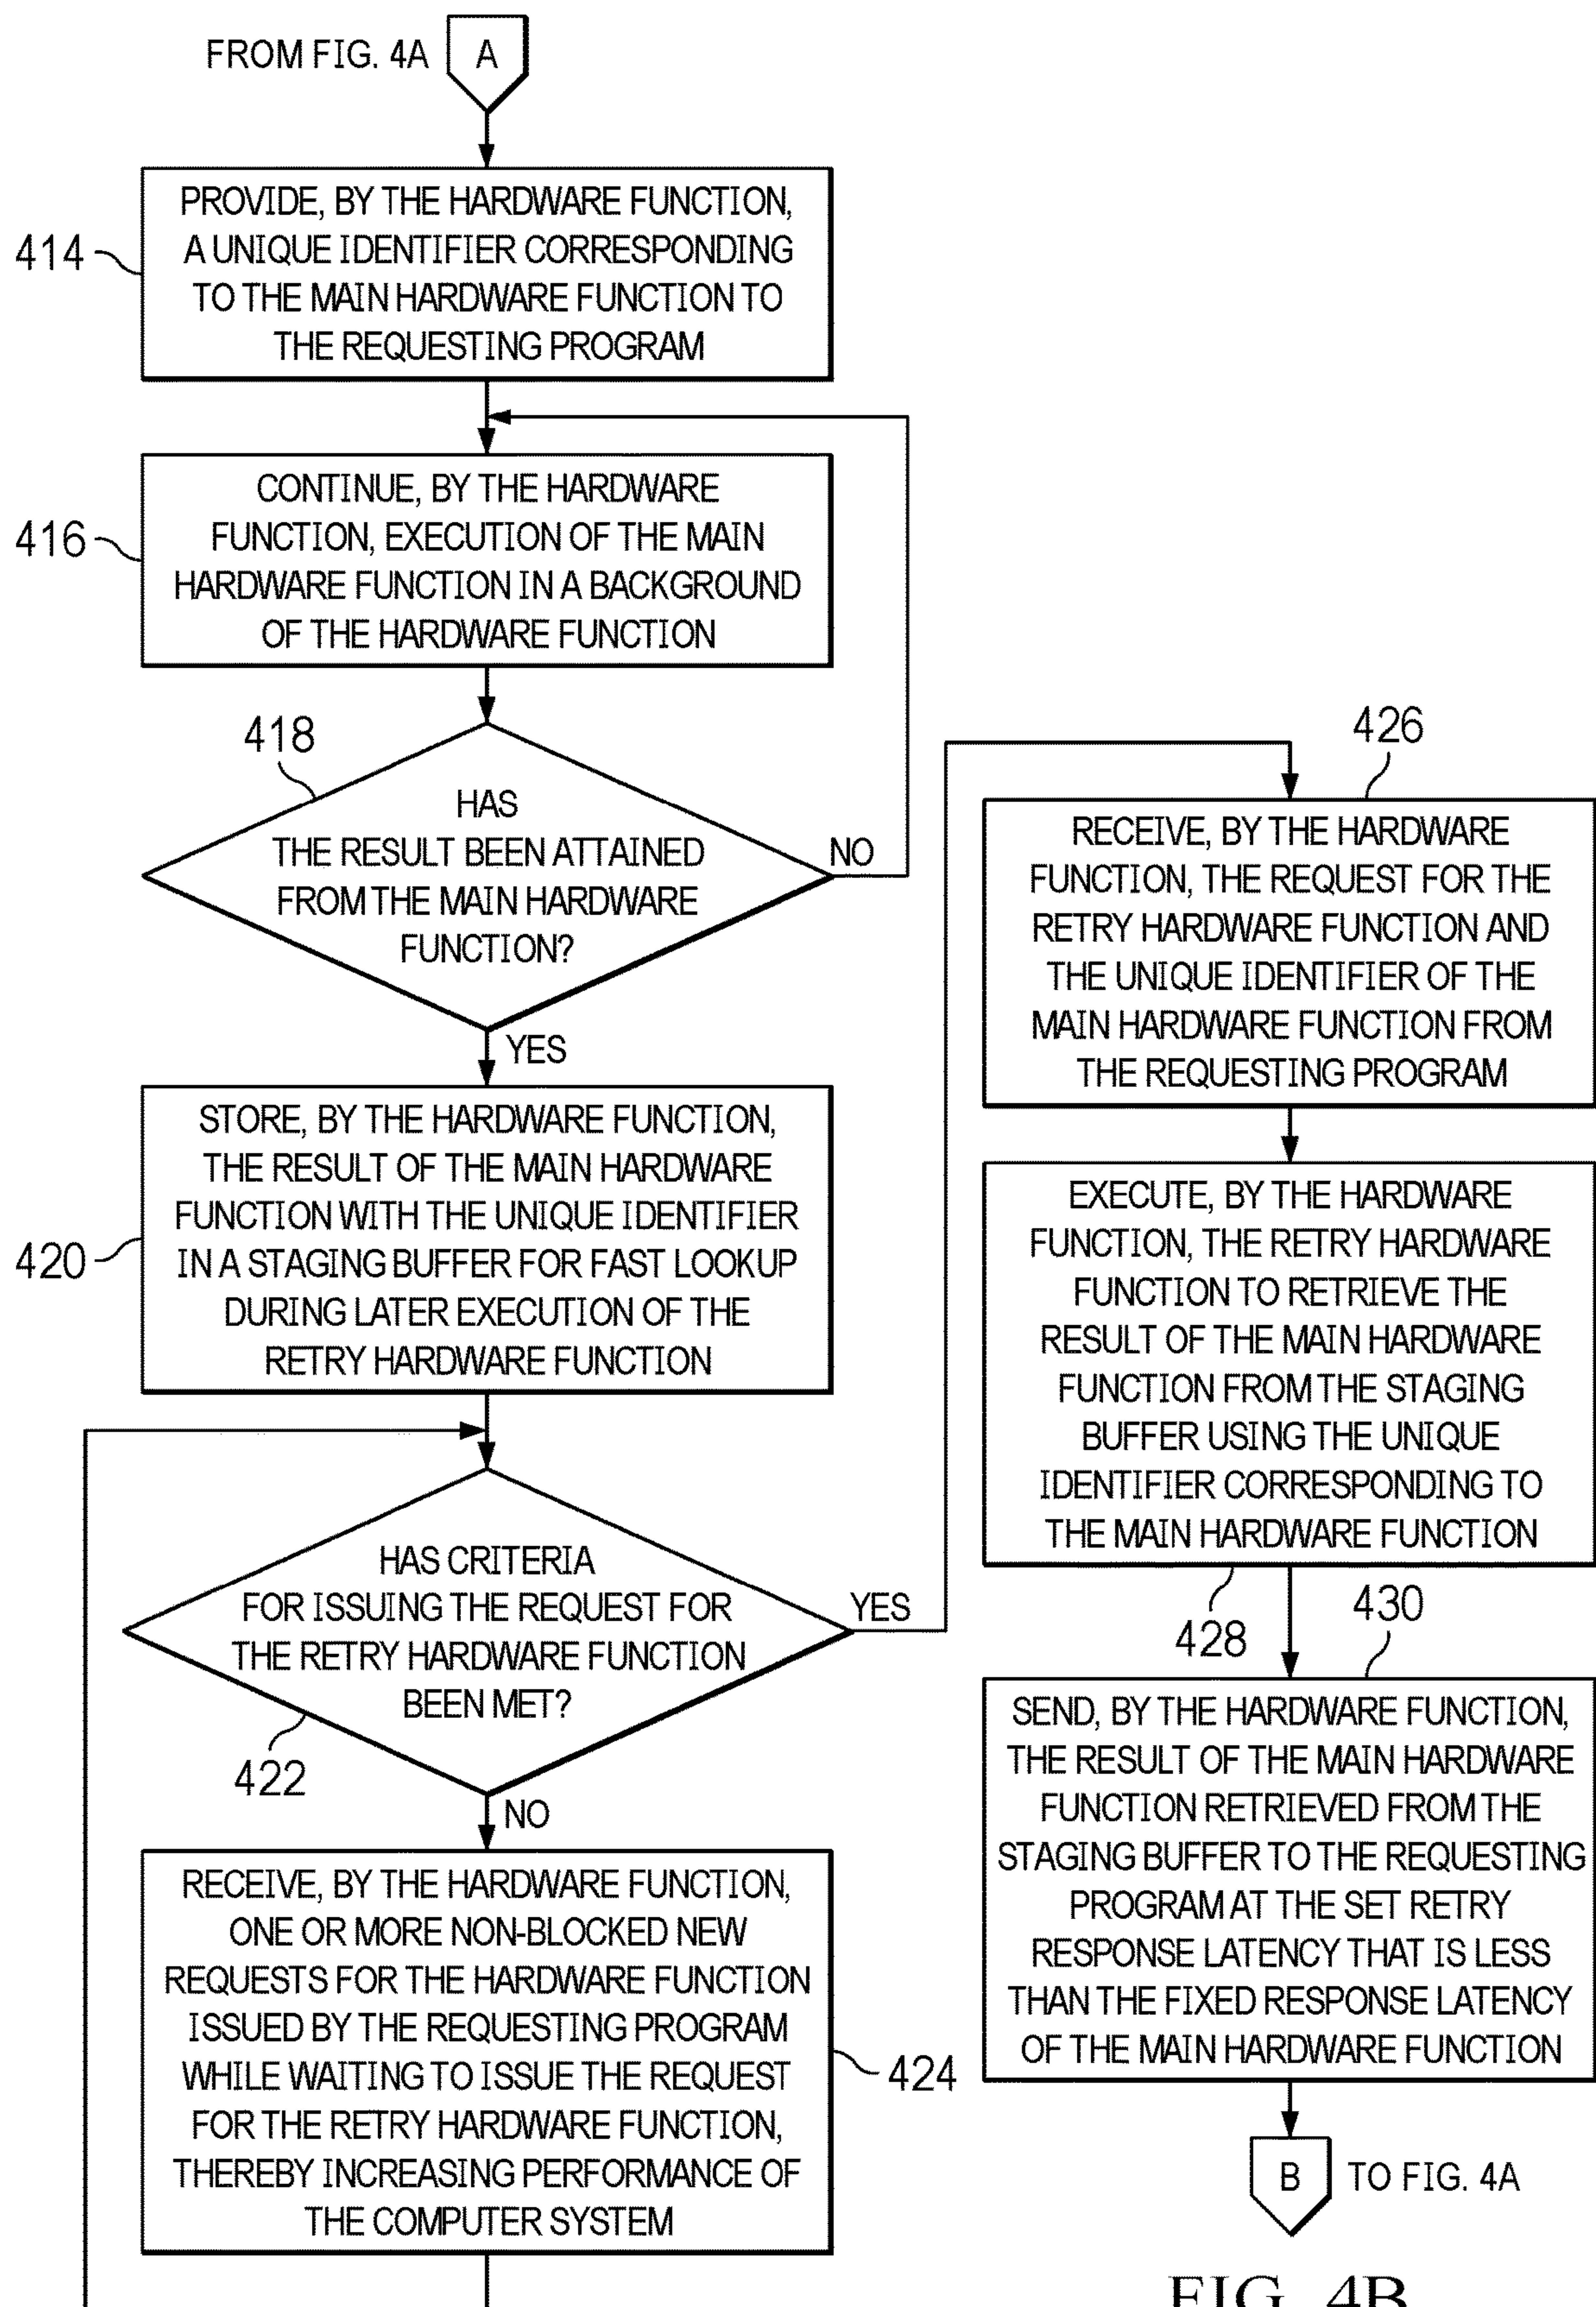 FROM FIG. 4A
A
414
PROVIDE, BY THE HARDWARE FUNCTION,
A UNIQUE IDENTIFIER CORRESPONDING
TO THE MAIN HARDWARE FUNCTION TO
THE REQUESTING PROGRAM
416
CONTINUE, BY THE HARDWARE
FUNCTION, EXECUTION OF THE MAIN
HARDWARE FUNCTION IN A BACKGROUND
OF THE HARDWARE FUNCTION
418
HAS
THE RESULT BEEN ATTAINED
FROM THE MAIN HARDWARE
FUNCTION?
NO
YES
420
STORE, BY THE HARDWARE FUNCTION,
THE RESULT OF THE MAIN HARDWARE
FUNCTION WITH THE UNIQUE IDENTIFIER
IN A STAGING BUFFER FOR FAST LOOKUP
DURING LATER EXECUTION OF THE
RETRY HARDWARE FUNCTION
HAS CRITERIA
FOR ISSUING THE REQUEST FOR
THE RETRY HARDWARE FUNCTION
BEEN MET?
YES
422
NO
RECEIVE, BY THE HARDWARE FUNCTION,
ONE OR MORE NON-BLOCKED NEW
REQUESTS FOR THE HARDWARE FUNCTION
ISSUED BY THE REQUESTING PROGRAM
WHILE WAITING TO ISSUE THE REQUEST
FOR THE RETRY HARDWARE FUNCTION,
THEREBY INCREASING PERFORMANCE OF
THE COMPUTER SYSTEM
424
426
RECEIVE, BY THE HARDWARE
FUNCTION, THE REQUEST FOR THE
RETRY HARDWARE FUNCTION AND
THE UNIQUE IDENTIFIER OF THE
MAIN HARDWARE FUNCTION FROM
THE REQUESTING PROGRAM
EXECUTE, BY THE HARDWARE
FUNCTION, THE RETRY HARDWARE
FUNCTION TO RETRIEVE THE
RESULT OF THE MAIN HARDWARE
FUNCTION FROM THE STAGING
BUFFER USING THE UNIQUE
IDENTIFIER CORRESPONDING TO
THE MAIN HARDWARE FUNCTION
428
430
SEND, BY THE HARDWARE FUNCTION,
THE RESULT OF THE MAIN HARDWARE
FUNCTION RETRIEVED FROM THE
STAGING BUFFER TO THE REQUESTING
PROGRAM AT THE SET RETRY
RESPONSE LATENCY THAT IS LESS
THAN THE FIXED RESPONSE LATENCY
OF THE MAIN HARDWARE FUNCTION
B
TO FIG. 4A
FIG. 4B